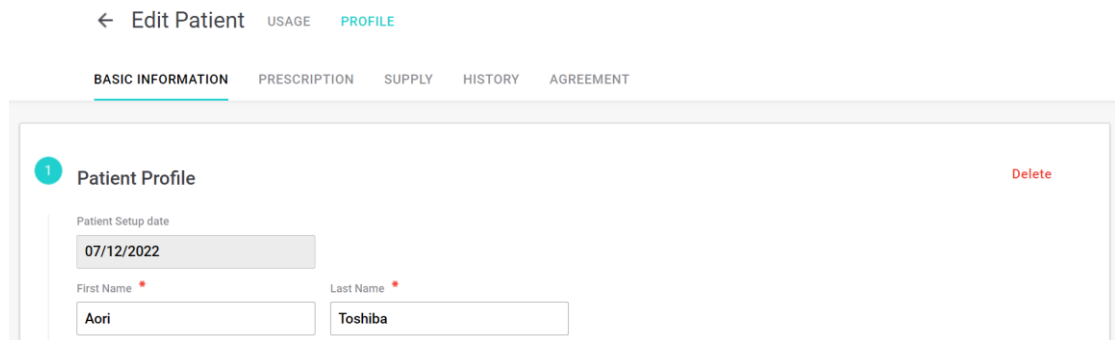 ← Edit Patient USAGE PROFILE
BASIC INFORMATION PRESCRIPTION SUPPLY HISTORY AGREEMENT
1 Patient Profile Delete
Patient Setup date
07/12/2022
First Name * Last Name *
Aori Toshiba